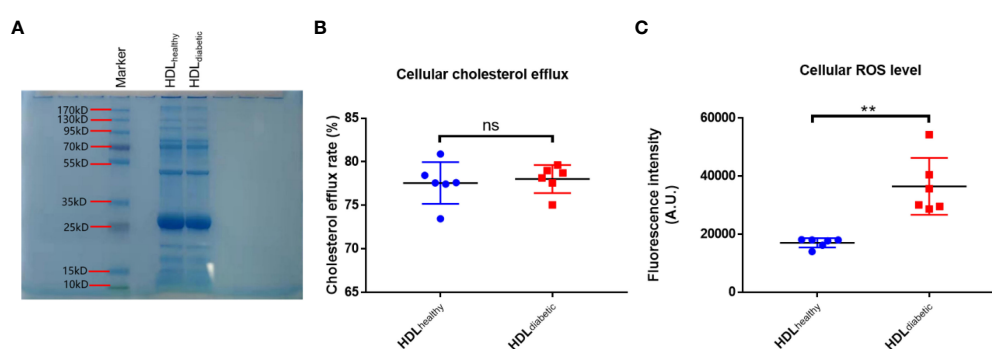 A
Marker
HDLhealthy
HDLdiabetic
170kD
130kD
95kD
70kD
55kD
35kD
25kD
15kD
10kD
B
Cellular cholesterol efflux
ns
Cholesterol efflux rate (%)
85
80
75
70
65
HDLhealthy
HDLdiabetic
C
Cellular ROS level
**
Fluorescence intensity
(A.U.)
60000
40000
20000
0
HDLhealthy
HDLdiabetic